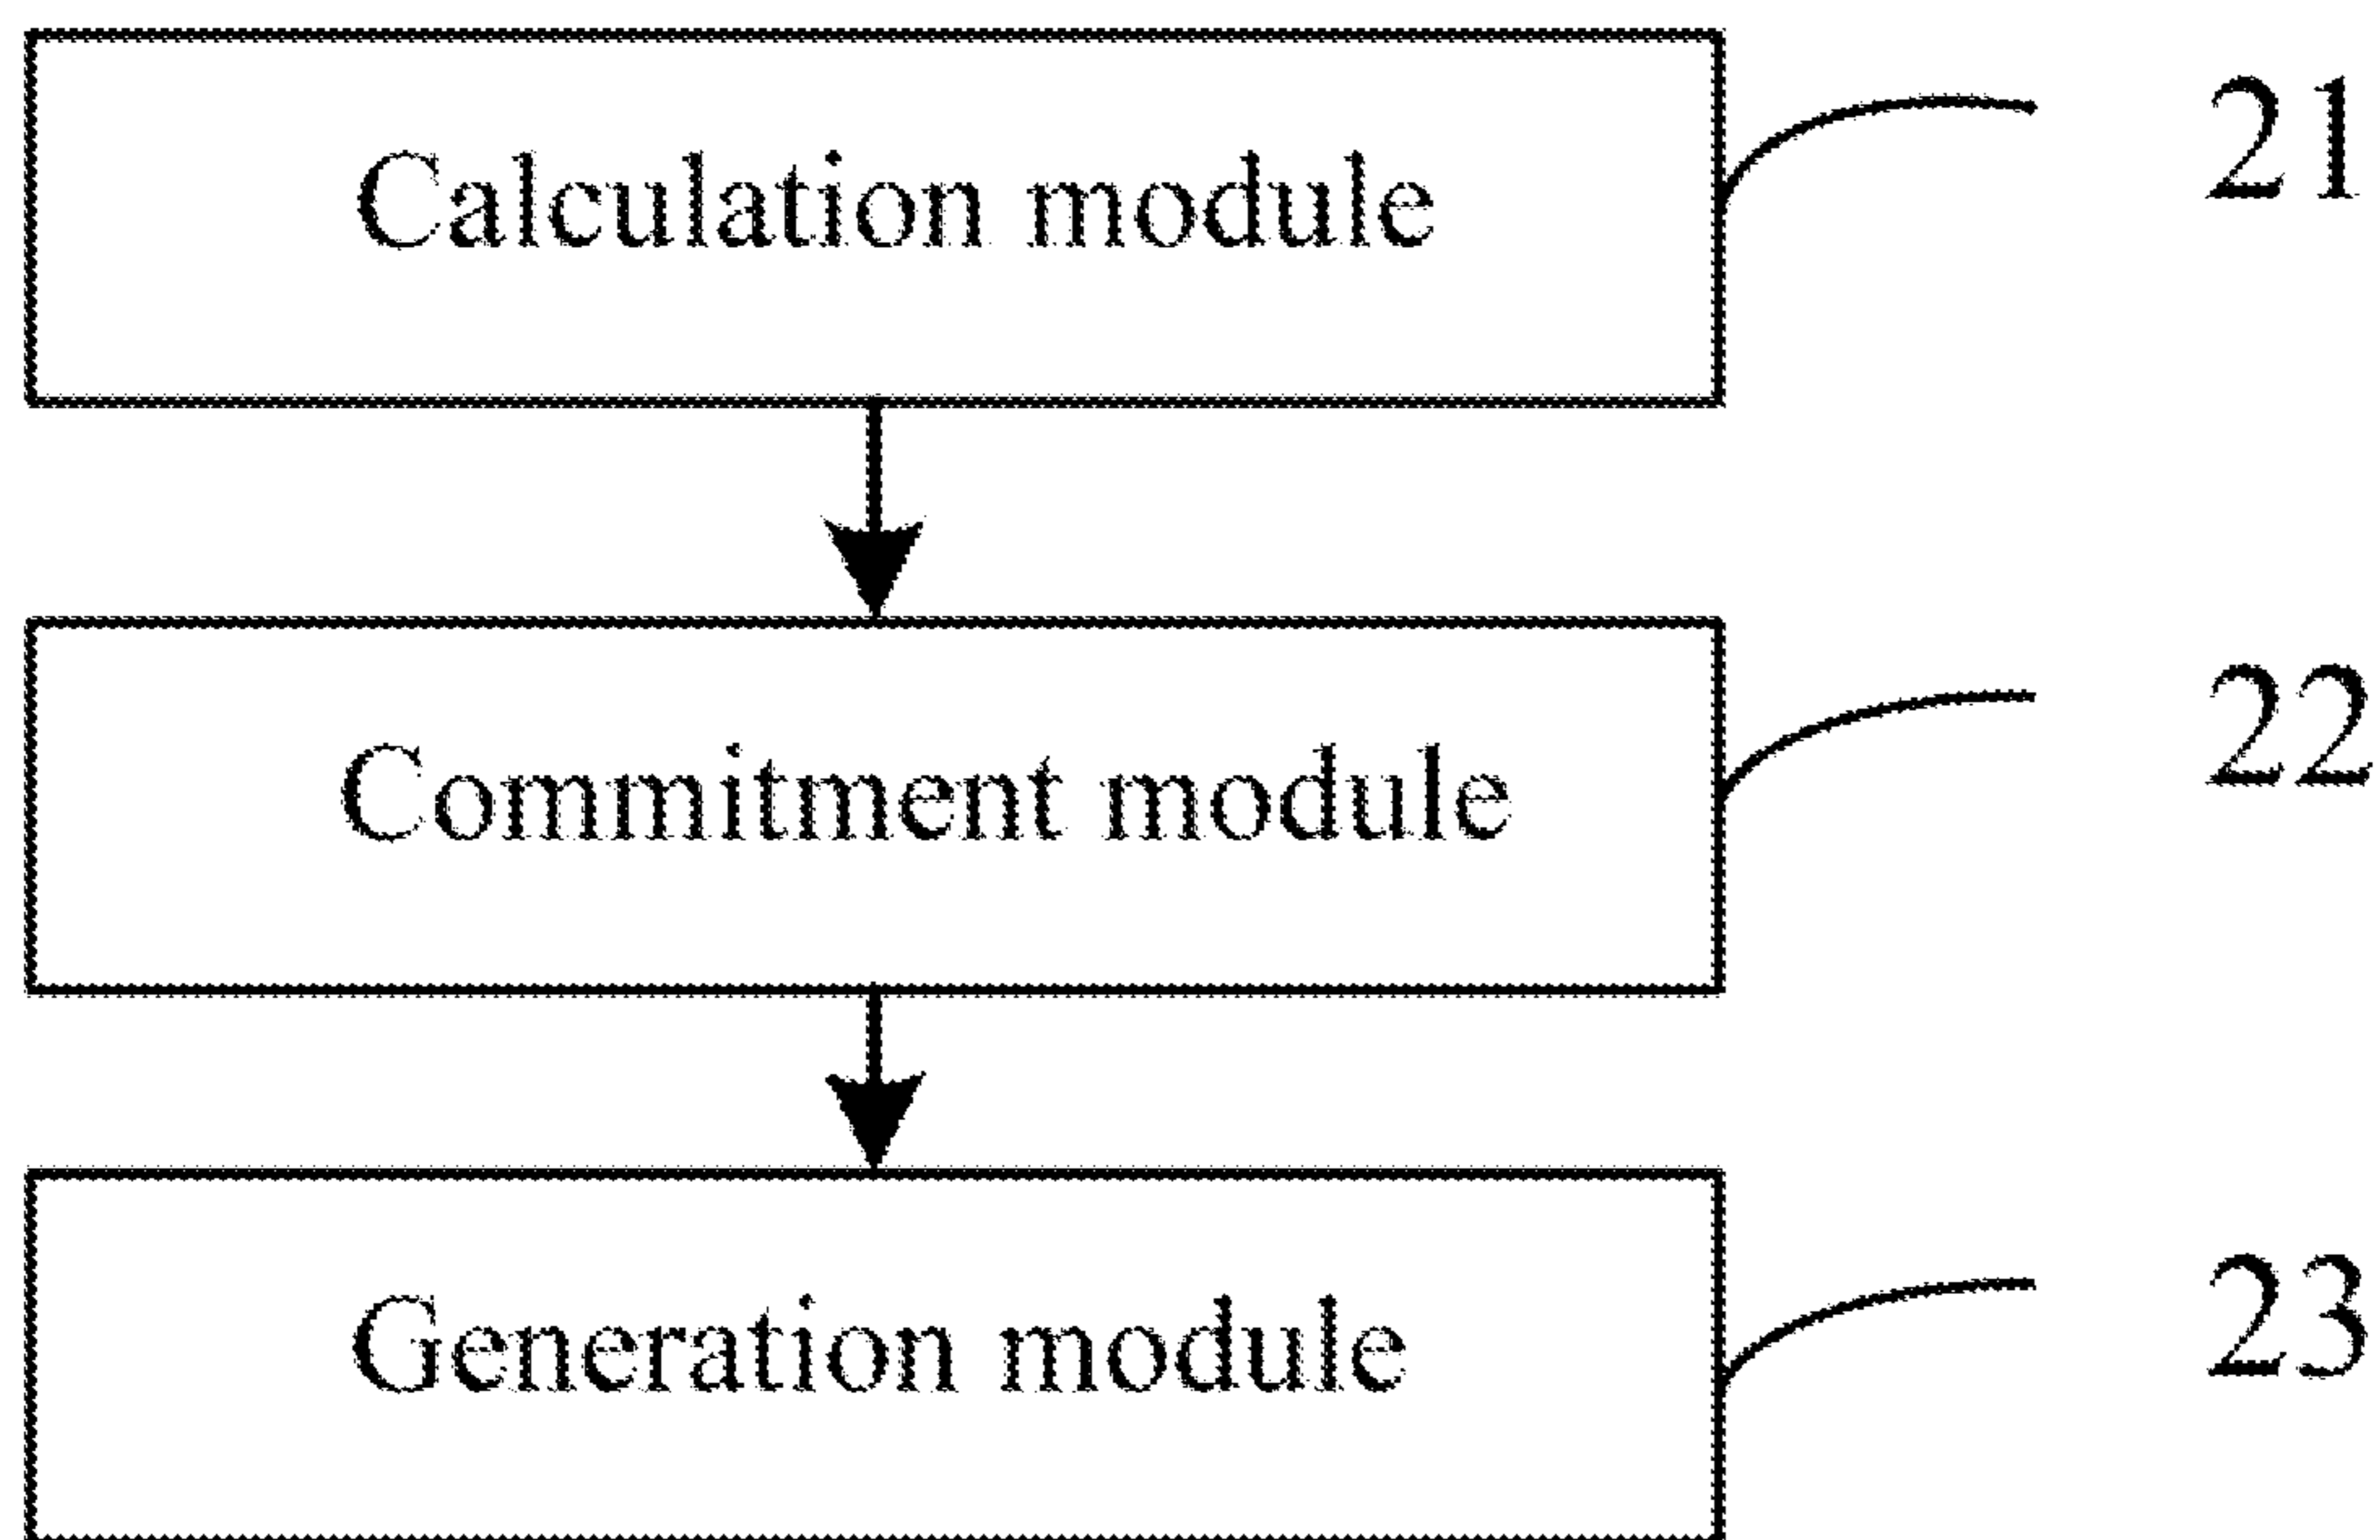 Calculation module 21
Commitment module 22
Generation module 23